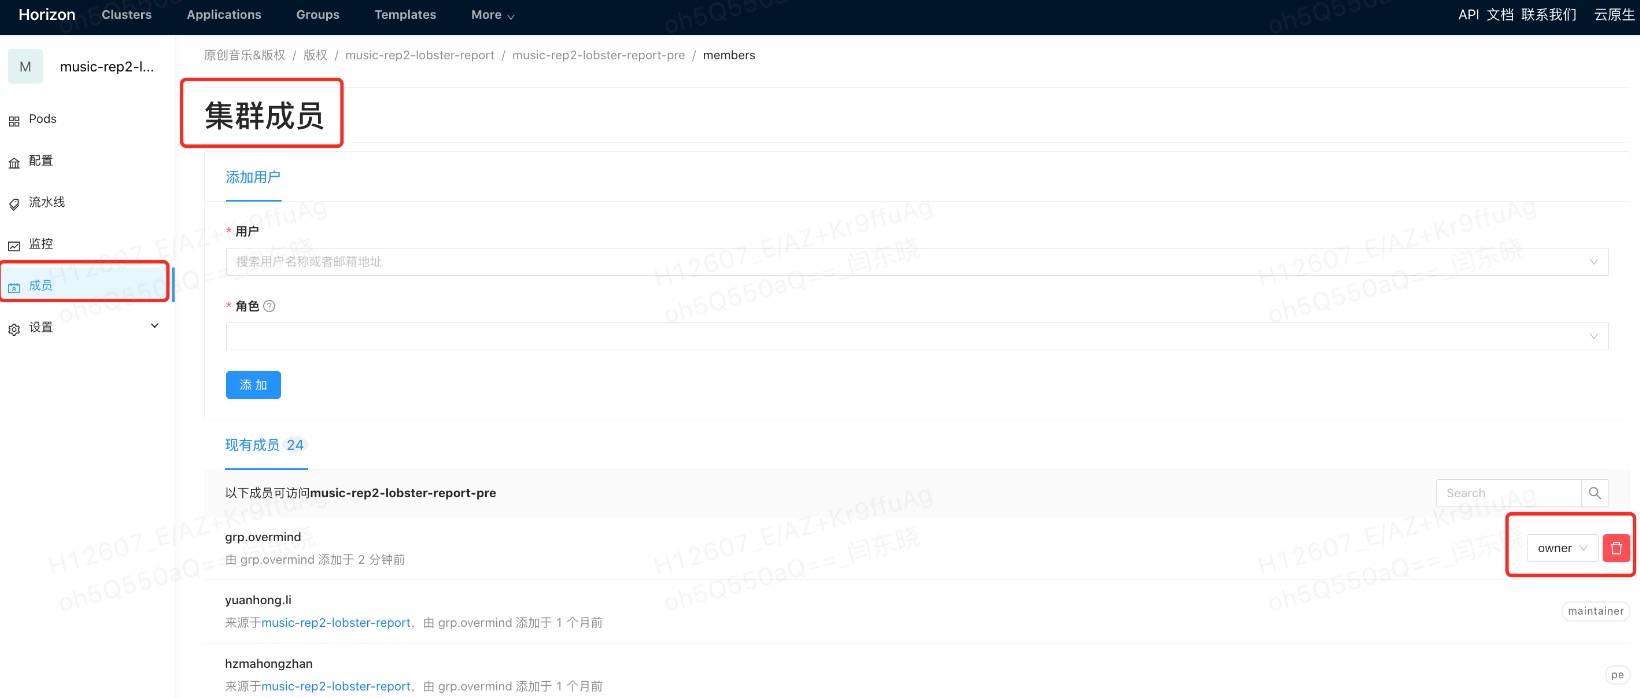 Horizon Clusters Applications Groups Templates More API 文档 联系我们 云原生
M music-rep2-l...
原创音乐&版权 / 版权 / music-rep2-lobster-report / music-rep2-lobster-report-pre / members
集群成员
Pods
配置
流水线
监控
成员
设置
添加用户
* 用户
搜索用户名称或者邮箱地址
* 角色
添 加
现有成员 24
以下成员可访问music-rep2-lobster-report-pre
Search
grp.overmind
由 grp.overmind 添加于 2 分钟前
owner
yuanhong.li
来源于music-rep2-lobster-report，由 grp.overmind 添加于 1 个月前
maintainer
hzmahongzhan
来源于music-rep2-lobster-report，由 grp.overmind 添加于 1 个月前
pe
H12607_E/AZ+Kr9ffuAg
oh5Q550aQ==_闫东晓